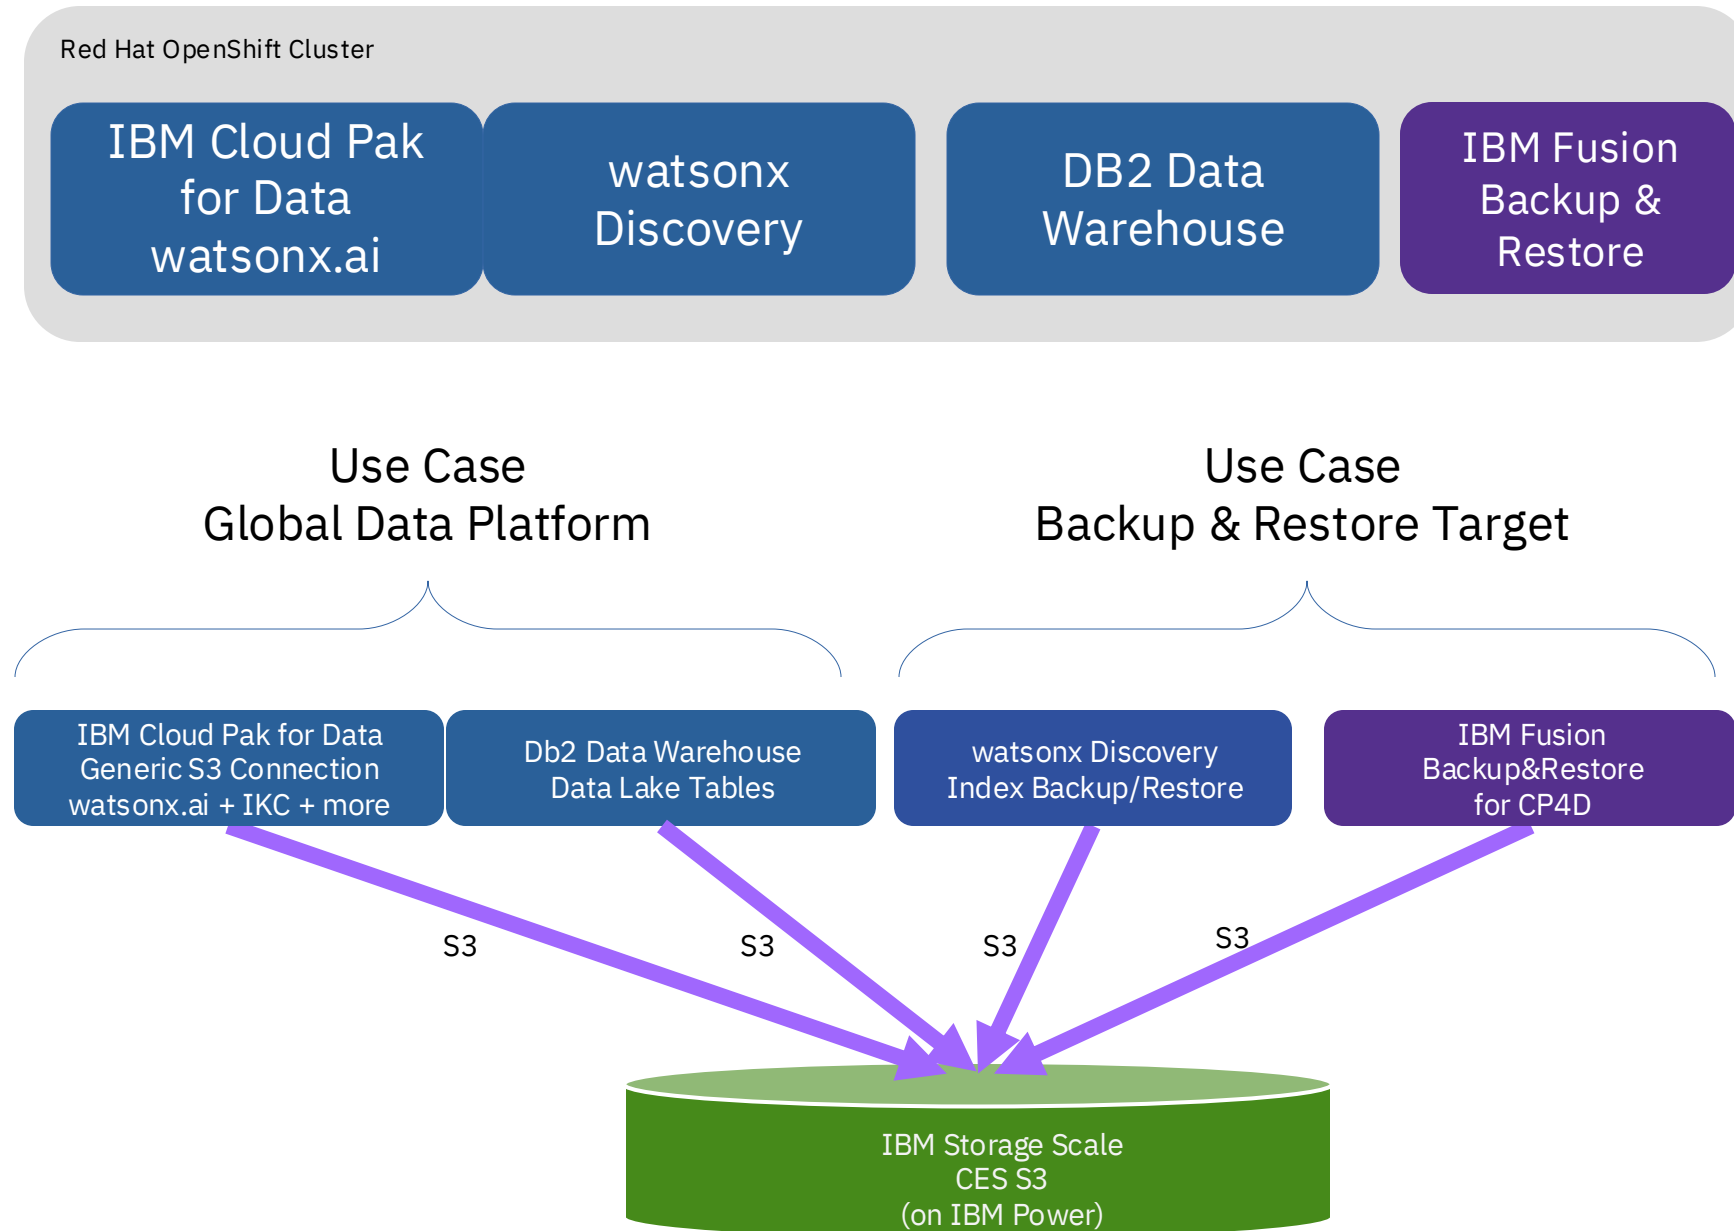 Red Hat OpenShift Cluster
IBM Cloud Pak
for Data
watsonx.ai
watsonx
Discovery
DB2 Data
Warehouse
IBM Fusion
Backup &
Restore
Use Case
Global Data Platform
Use Case
Backup & Restore Target
IBM Cloud Pak for Data
Generic S3 Connection
watsonx.ai + IKC + more
Db2 Data Warehouse
Data Lake Tables
watsonx Discovery
Index Backup/Restore
IBM Fusion
Backup&Restore
for CP4D
S3
S3
S3
S3
IBM Storage Scale
CES S3
(on IBM Power)